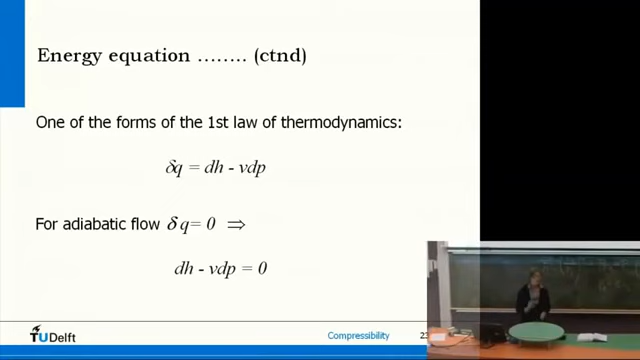 Energy equation …….. (ctnd)
One of the forms of the 1st law of thermodynamics:
δq = dh - vdp
For adiabatic flow δ q= 0 ⇒
dh - vdp = 0
TUDelft
Compressibility
23